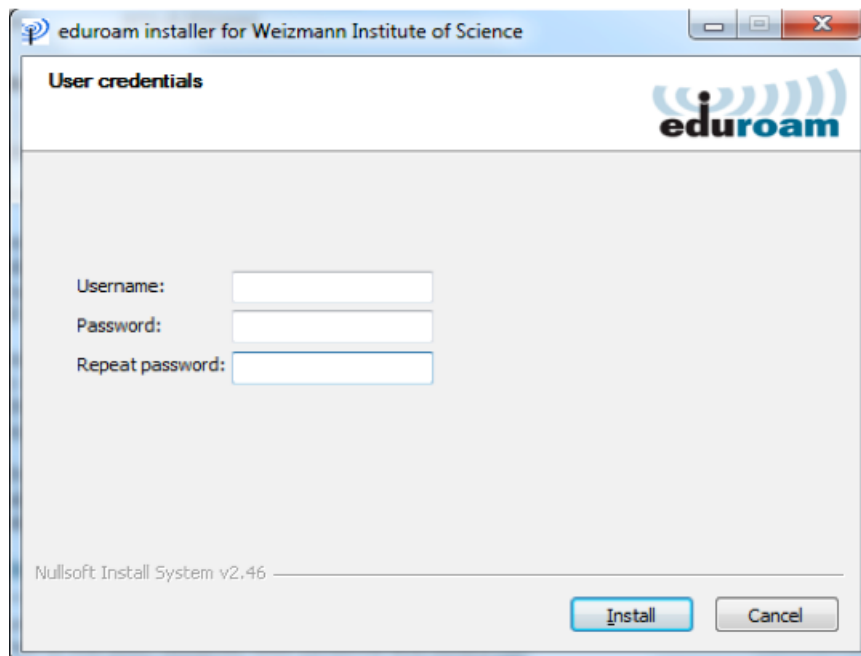 eduroam installer for Weizmann Institute of Science
User credentials
eduroam
Username:
Password:
Repeat password:
Nullsoft Install System v2.46
Install
Cancel